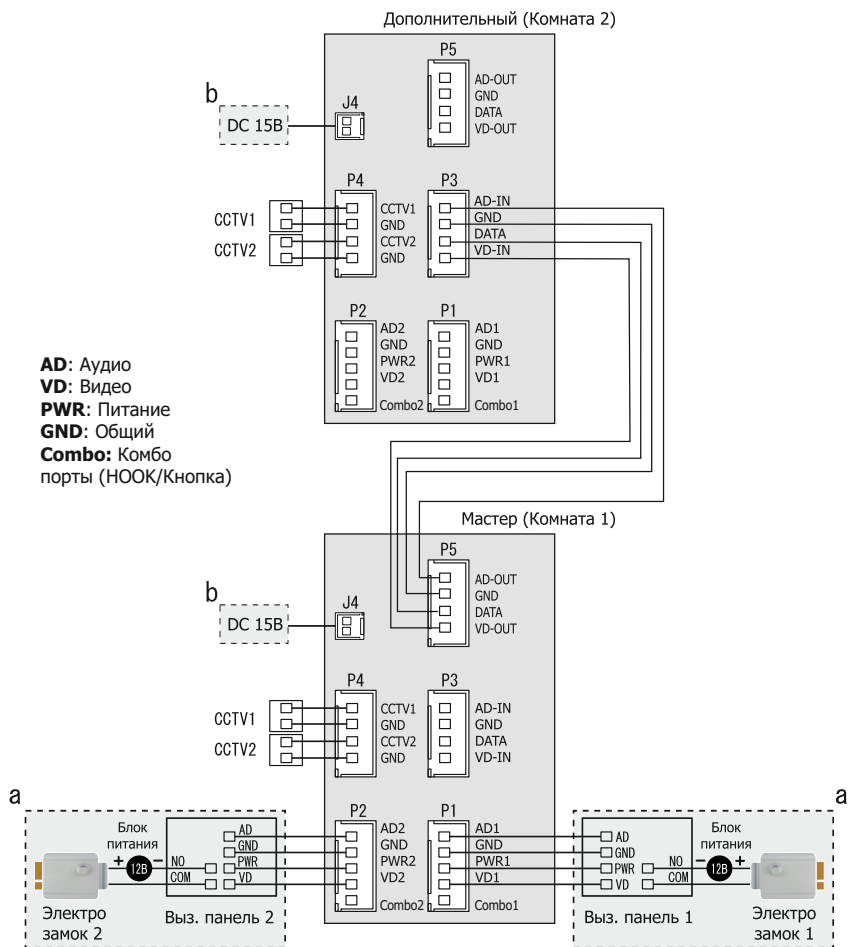 Дополнительный (Комната 2)
P5
AD-OUT
GND
DATA
VD-OUT
b
DC 15В
J4
P4
CCTV1
GND
CCTV2
GND
CCTV1
CCTV2
P3
AD-IN
GND
DATA
VD-IN
P2
AD2
GND
PWR2
VD2
Combo2
P1
AD1
GND
PWR1
VD1
Combo1
AD: Аудио
VD: Видео
PWR: Питание
GND: Общий
Combo: Комбо
порты (HOOK/Кнопка)
Мастер (Комната 1)
P5
AD-OUT
GND
DATA
VD-OUT
b
DC 15В
J4
P4
CCTV1
GND
CCTV2
GND
CCTV1
CCTV2
P3
AD-IN
GND
DATA
VD-IN
a
Блок
питания
+ 12В −
NO
COM
AD
GND
PWR
VD
Электро
замок 2
Выз. панель 2
P2
AD2
GND
PWR2
VD2
Combo2
P1
AD1
GND
PWR1
VD1
Combo1
a
AD
GND
PWR
VD
NO
COM
Блок
питания
− 12В +
Выз. панель 1
Электро
замок 1